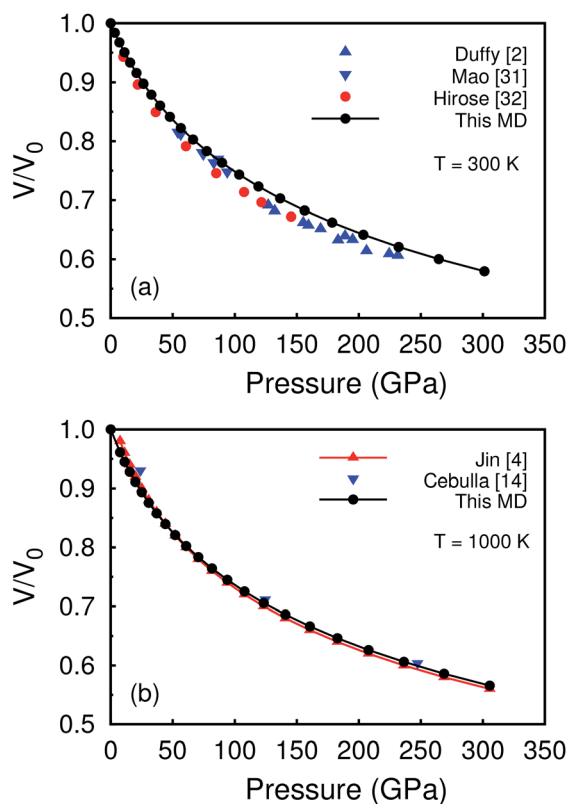 1.0
0.9
0.8
0.7
0.6
0.5
V/V0
Duffy [2]
Mao [31]
Hirose [32]
This MD
T = 300 K
(a)
0 50 100 150 200 250 300 350
Pressure (GPa)
1.0
0.9
0.8
0.7
0.6
0.5
V/V0
Jin [4]
Cebulla [14]
This MD
T = 1000 K
(b)
0 50 100 150 200 250 300 350
Pressure (GPa)